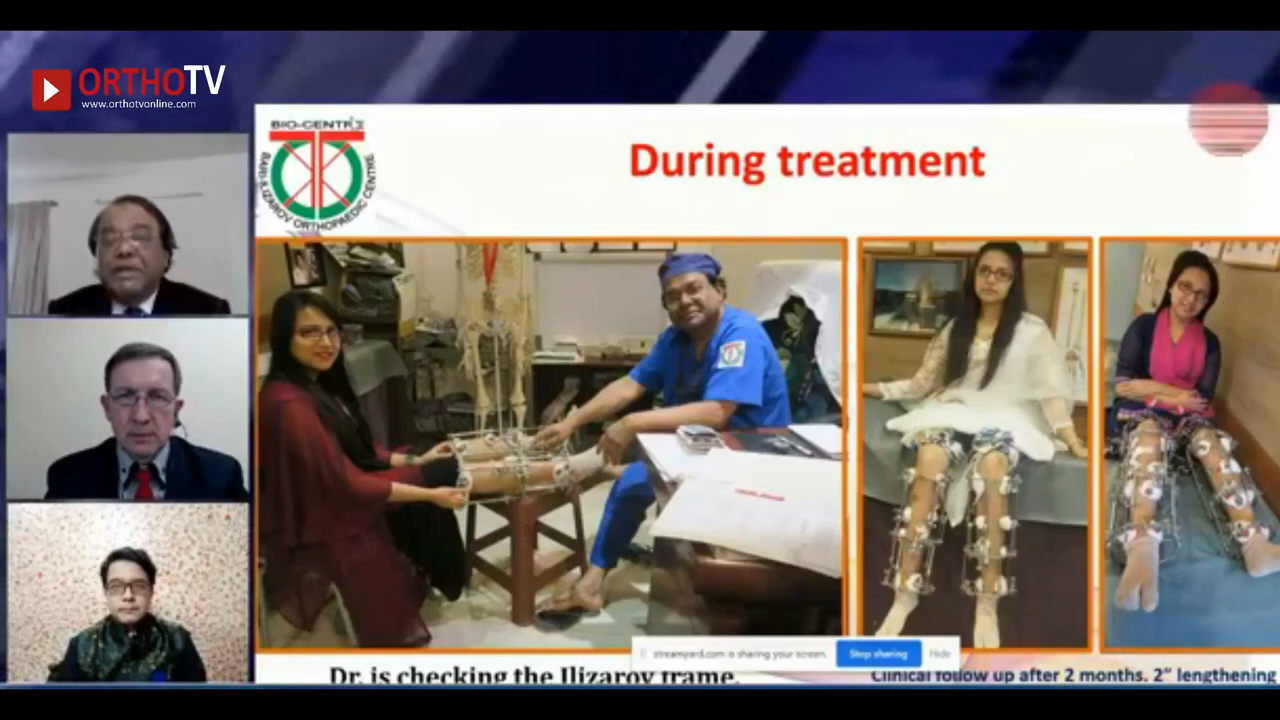 ORTHOTV
www.orthotvonline.com
BIO-CENTRE
BARI-ILIZAROV ORTHOPAEDIC CENTRE
During treatment
streamyard.com is sharing your screen.
Stop sharing
Hide
Dr. is checking the Ilizarov frame.
Clinical follow up after 2 months. 2” lengthening